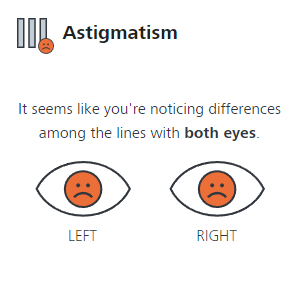 Astigmatism
It seems like you're noticing differences
among the lines with both eyes.
LEFT
RIGHT